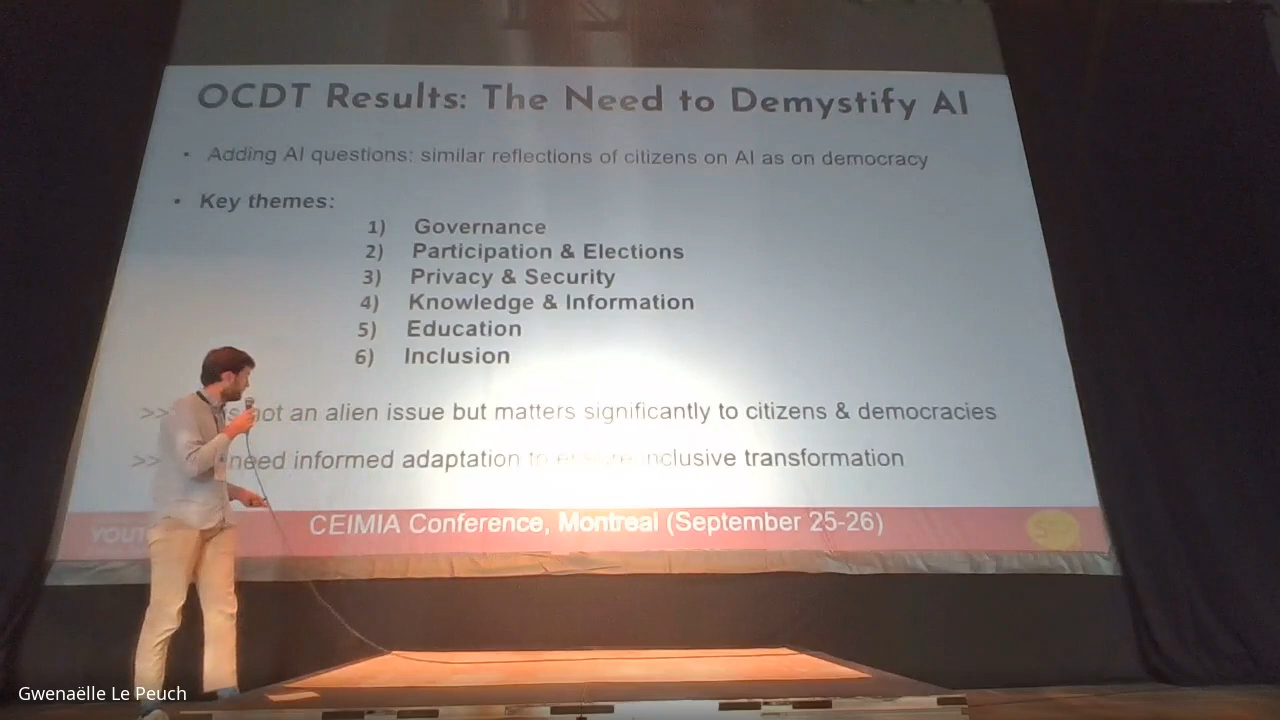 OCDT Results: The Need to Demystify AI
• Adding AI questions: similar reflections of citizens on AI as on democracy
• Key themes:
1) Governance
2) Participation & Elections
3) Privacy & Security
4) Knowledge & Information
5) Education
6) Inclusion
>> not an alien issue but matters significantly to citizens & democracies
>> need informed adaptation to ensure inclusive transformation
CEIMIA Conference, Montreal (September 25-26)
Gwenaëlle Le Peuch